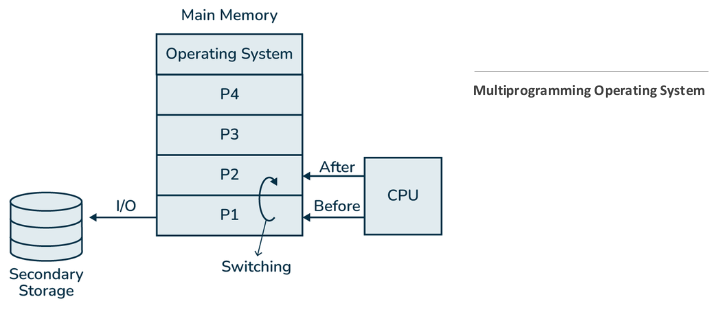 Main Memory
Operating System
P4
P3
P2
P1
After
Before
CPU
I/O
Switching
Secondary
Storage
Multiprogramming Operating System